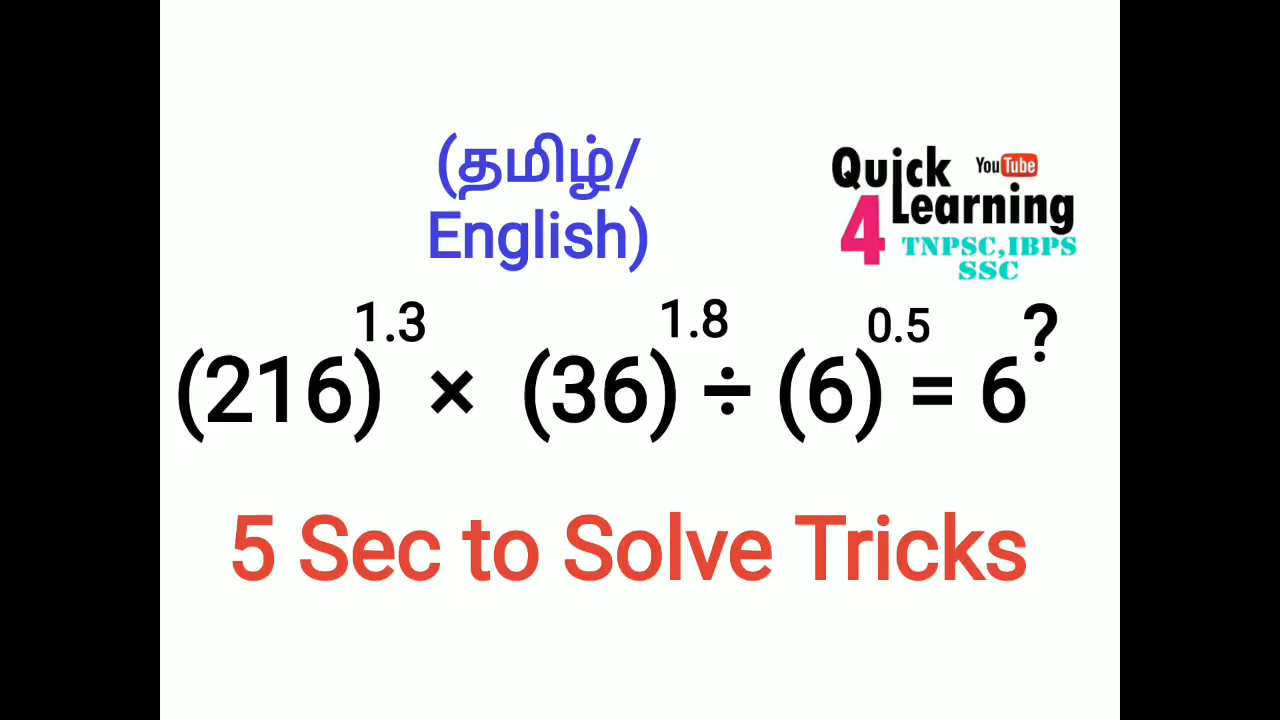 (தமிழ்/
English)
Quick YouTube
4 Learning
TNPSC,IBPS
SSC
(216)^1.3 × (36)^1.8 ÷ (6)^0.5 = 6^?
5 Sec to Solve Tricks